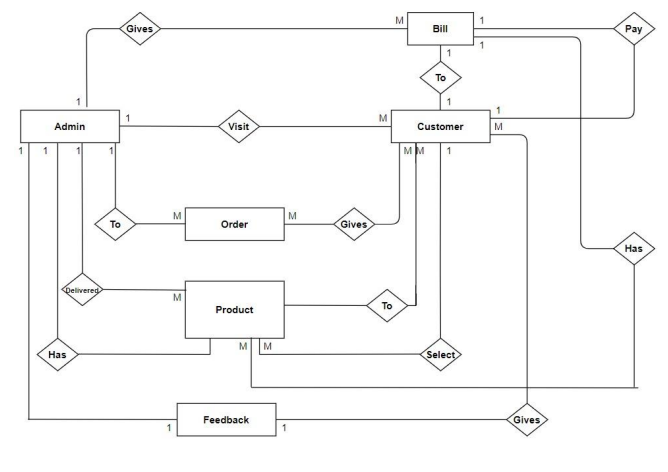 M
1
Gives
Bill
Pay
1
1
To
1
1
1
1
Admin
M
Visit
Customer
M
1
1
1
1
M M
1
M
M
To
Order
Gives
Has
Delivered
M
Product
To
M
M
Has
Select
Feedback
Gives
1
1